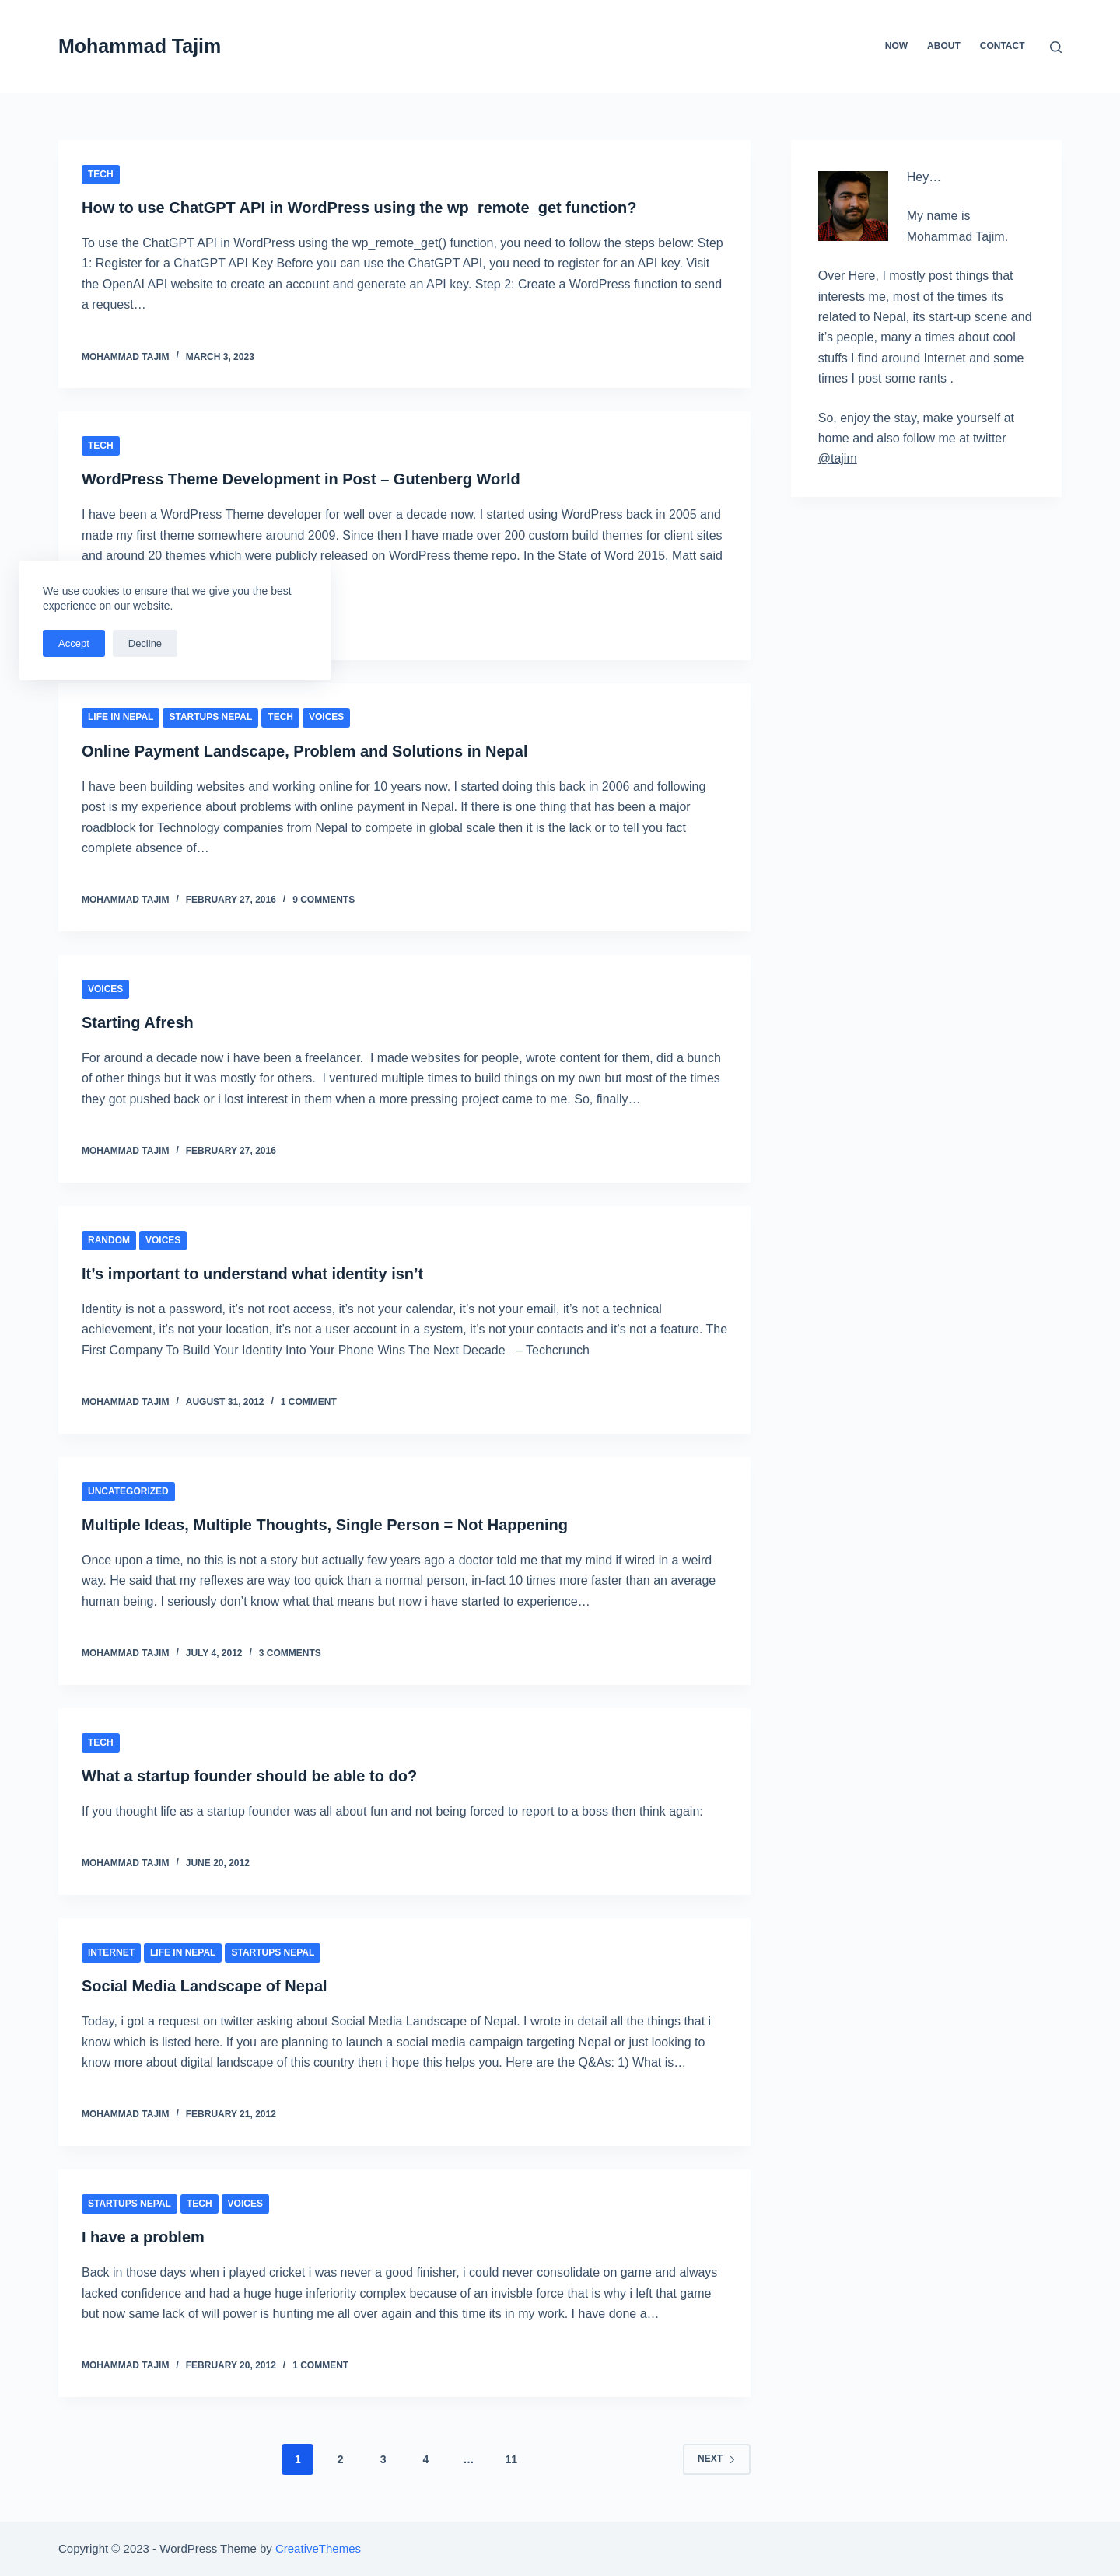 Mohammad Tajim
NOW ABOUT CONTACT
TECH
How to use ChatGPT API in WordPress using the wp_remote_get function?
To use the ChatGPT API in WordPress using the wp_remote_get() function, you need to follow the steps below: Step
1: Register for a ChatGPT API Key Before you can use the ChatGPT API, you need to register for an API key. Visit
the OpenAI API website to create an account and generate an API key. Step 2: Create a WordPress function to send
a request…
MOHAMMAD TAJIM / MARCH 3, 2023
TECH
WordPress Theme Development in Post – Gutenberg World
I have been a WordPress Theme developer for well over a decade now. I started using WordPress back in 2005 and
made my first theme somewhere around 2009. Since then I have made over 200 custom build themes for client sites
and around 20 themes which were publicly released on WordPress theme repo. In the State of Word 2015, Matt said
We use cookies to ensure that we give you the best
experience on our website.
Accept Decline
LIFE IN NEPAL STARTUPS NEPAL TECH VOICES
Online Payment Landscape, Problem and Solutions in Nepal
I have been building websites and working online for 10 years now. I started doing this back in 2006 and following
post is my experience about problems with online payment in Nepal. If there is one thing that has been a major
roadblock for Technology companies from Nepal to compete in global scale then it is the lack or to tell you fact
complete absence of…
MOHAMMAD TAJIM / FEBRUARY 27, 2016 / 9 COMMENTS
VOICES
Starting Afresh
For around a decade now i have been a freelancer.  I made websites for people, wrote content for them, did a bunch
of other things but it was mostly for others.  I ventured multiple times to build things on my own but most of the times
they got pushed back or i lost interest in them when a more pressing project came to me. So, finally…
MOHAMMAD TAJIM / FEBRUARY 27, 2016
RANDOM VOICES
It’s important to understand what identity isn’t
Identity is not a password, it’s not root access, it’s not your calendar, it’s not your email, it’s not a technical
achievement, it’s not your location, it’s not a user account in a system, it’s not your contacts and it’s not a feature. The
First Company To Build Your Identity Into Your Phone Wins The Next Decade   – Techcrunch
MOHAMMAD TAJIM / AUGUST 31, 2012 / 1 COMMENT
UNCATEGORIZED
Multiple Ideas, Multiple Thoughts, Single Person = Not Happening
Once upon a time, no this is not a story but actually few years ago a doctor told me that my mind if wired in a weird
way. He said that my reflexes are way too quick than a normal person, in-fact 10 times more faster than an average
human being. I seriously don’t know what that means but now i have started to experience…
MOHAMMAD TAJIM / JULY 4, 2012 / 3 COMMENTS
TECH
What a startup founder should be able to do?
If you thought life as a startup founder was all about fun and not being forced to report to a boss then think again:
MOHAMMAD TAJIM / JUNE 20, 2012
INTERNET LIFE IN NEPAL STARTUPS NEPAL
Social Media Landscape of Nepal
Today, i got a request on twitter asking about Social Media Landscape of Nepal. I wrote in detail all the things that i
know which is listed here. If you are planning to launch a social media campaign targeting Nepal or just looking to
know more about digital landscape of this country then i hope this helps you. Here are the Q&As: 1) What is…
MOHAMMAD TAJIM / FEBRUARY 21, 2012
STARTUPS NEPAL TECH VOICES
I have a problem
Back in those days when i played cricket i was never a good finisher, i could never consolidate on game and always
lacked confidence and had a huge huge inferiority complex because of an invisble force that is why i left that game
but now same lack of will power is hunting me all over again and this time its in my work. I have done a…
MOHAMMAD TAJIM / FEBRUARY 20, 2012 / 1 COMMENT
1 2 3 4 … 11 NEXT
Hey…
My name is
Mohammad Tajim.
Over Here, I mostly post things that
interests me, most of the times its
related to Nepal, its start-up scene and
it’s people, many a times about cool
stuffs I find around Internet and some
times I post some rants .
So, enjoy the stay, make yourself at
home and also follow me at twitter
@tajim
Copyright © 2023 - WordPress Theme by CreativeThemes